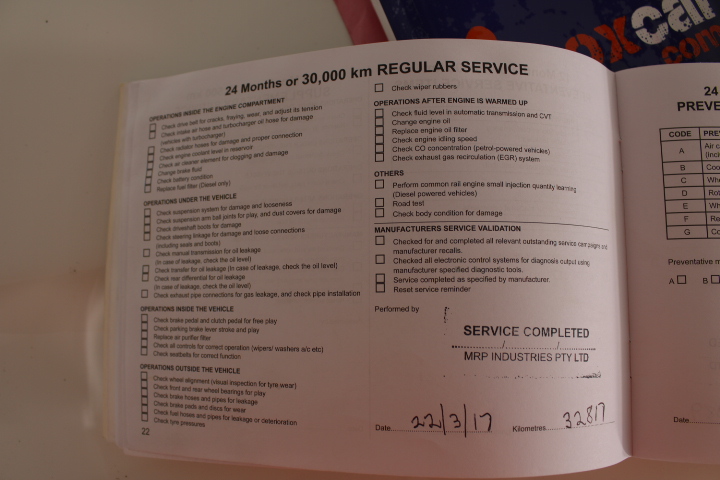 oxcar
com
24 Months or 30,000 km REGULAR SERVICE
OPERATIONS INSIDE THE ENGINE COMPARTMENT
Check drive belt for cracks, fraying, wear, and adjust its tension
Check intake air hose and turbocharger oil hose for damage
(vehicles with turbocharger)
Check radiator hoses for damage and proper connection
Check engine coolant level in reservoir
Check air cleaner element for clogging and damage
Change brake fluid
Check battery condition
Replace fuel filter (Diesel only)
OPERATIONS UNDER THE VEHICLE
Check suspension system for damage and looseness
Check suspension arm ball joints for play, and dust covers for damage
Check driveshaft boots for damage
Check steering linkage for damage and loose connections
(including seals and boots)
Check manual transmission for oil leakage
(In case of leakage, check the oil level)
Check transfer for oil leakage (In case of leakage, check the oil level)
Check rear differential for oil leakage
(In case of leakage, check the oil level)
Check exhaust pipe connections for gas leakage, and check pipe installation
OPERATIONS INSIDE THE VEHICLE
Check brake pedal and clutch pedal for free play
Check parking brake lever stroke and play
Replace air purifier filter
Check all controls for correct operation (wipers/ washers a/c etc)
Check seatbelts for correct function
OPERATIONS OUTSIDE THE VEHICLE
Check wheel alignment (visual inspection for tyre wear)
Check front and rear wheel bearings for play
Check brake hoses and pipes for leakage
Check brake pads and discs for wear
Check fuel hoses and pipes for leakage or deterioration
Check tyre pressures
22
Check wiper rubbers
OPERATIONS AFTER ENGINE IS WARMED UP
Check fluid level in automatic transmission and CVT
Change engine oil
Replace engine oil filter
Check engine idling speed
Check CO concentration (petrol-powered vehicles)
Check exhaust gas recirculation (EGR) system
OTHERS
Perform common rail engine small injection quantity learning
(Diesel powered vehicles)
Road test
Check body condition for damage
MANUFACTURERS SERVICE VALIDATION
Checked for and completed all relevant outstanding service campaigns and
manufacturer recalls.
Checked all electronic control systems for diagnosis output using
manufacturer specified diagnostic tools.
Service completed as specified by manufacturer.
Reset service reminder
Performed by
SERVICE COMPLETED
MRP INDUSTRIES PTY LTD
Date 22/3/17 Kilometres 32817
24
PREVE
CODE PRE
A Air c
(Inc
B Coo
C Whe
D Rot
E Wh
F Re
G Co
Preventative m
A B
Date